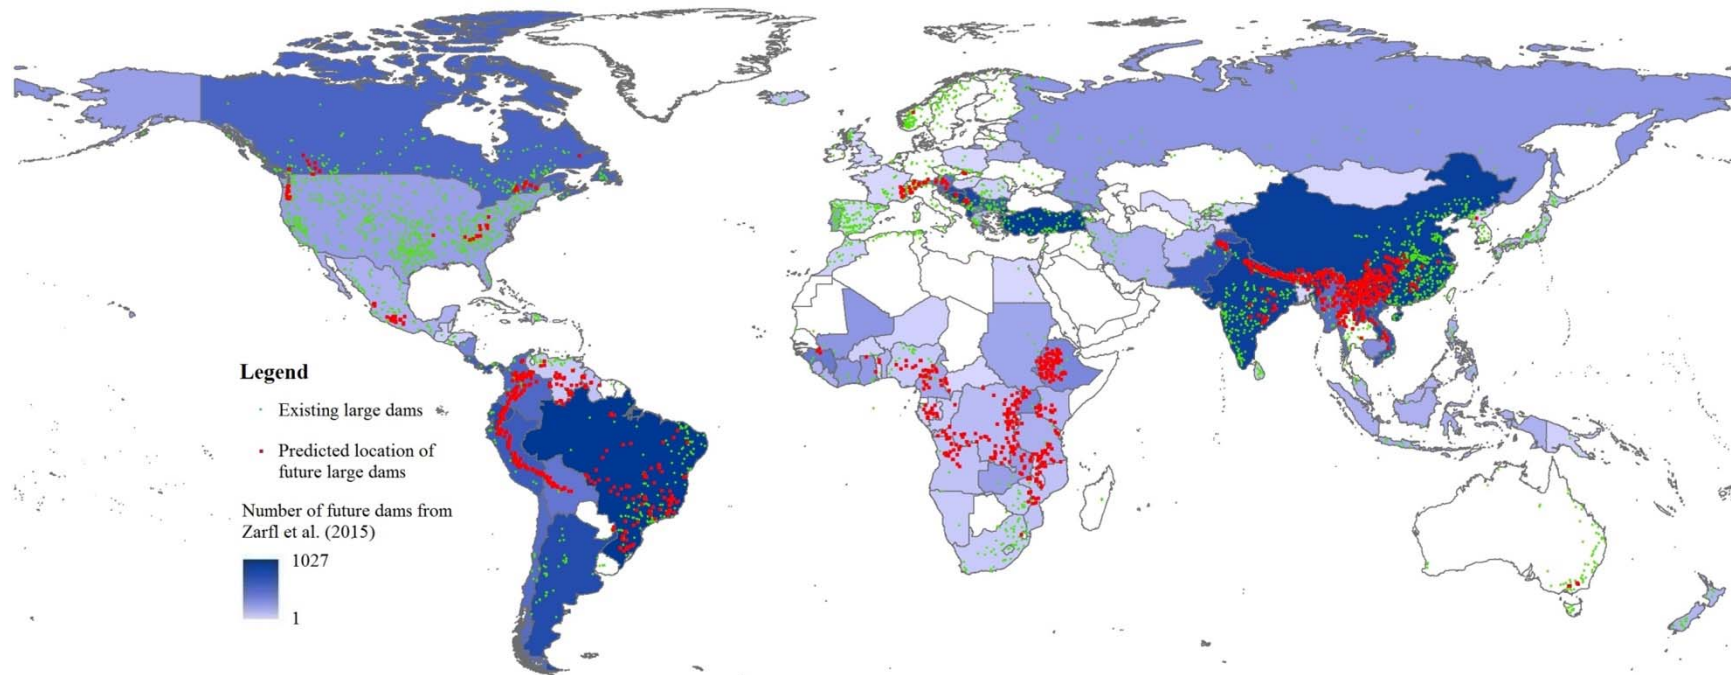 Legend
Existing large dams
Predicted location of
future large dams
Number of future dams from
Zarfl et al. (2015)
1027
1